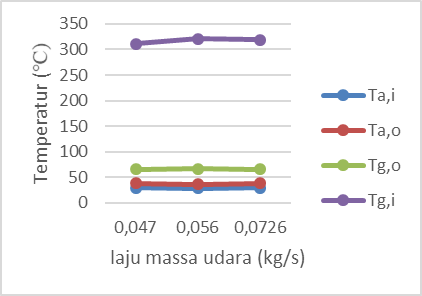 350
300
250
200
150
100
50
0
Temperatur (°C)
0,047 0,056 0,0726
laju massa udara (kg/s)
Ta,i
Ta,o
Tg,o
Tg,i